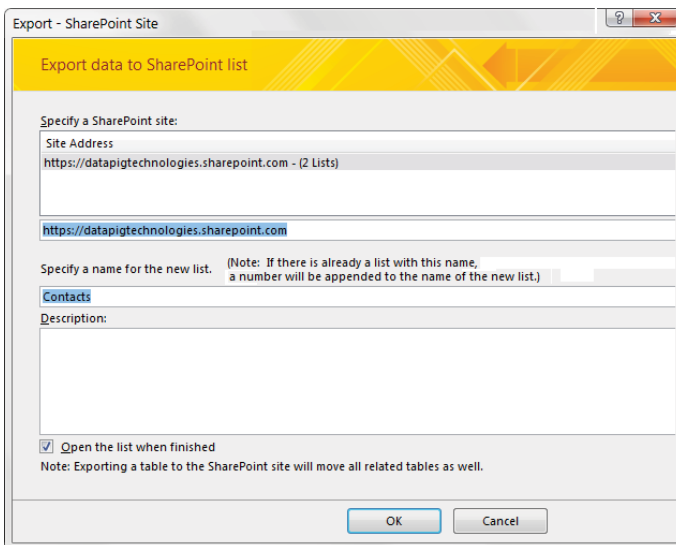 Export - SharePoint Site
Export data to SharePoint list
Specify a SharePoint site:
Site Address
https://datapigtechnologies.sharepoint.com - (2 Lists)
https://datapigtechnologies.sharepoint.com
Specify a name for the new list. (Note: If there is already a list with this name,
a number will be appended to the name of the new list.)
Contacts
Description:
Open the list when finished
Note: Exporting a table to the SharePoint site will move all related tables as well.
OK Cancel